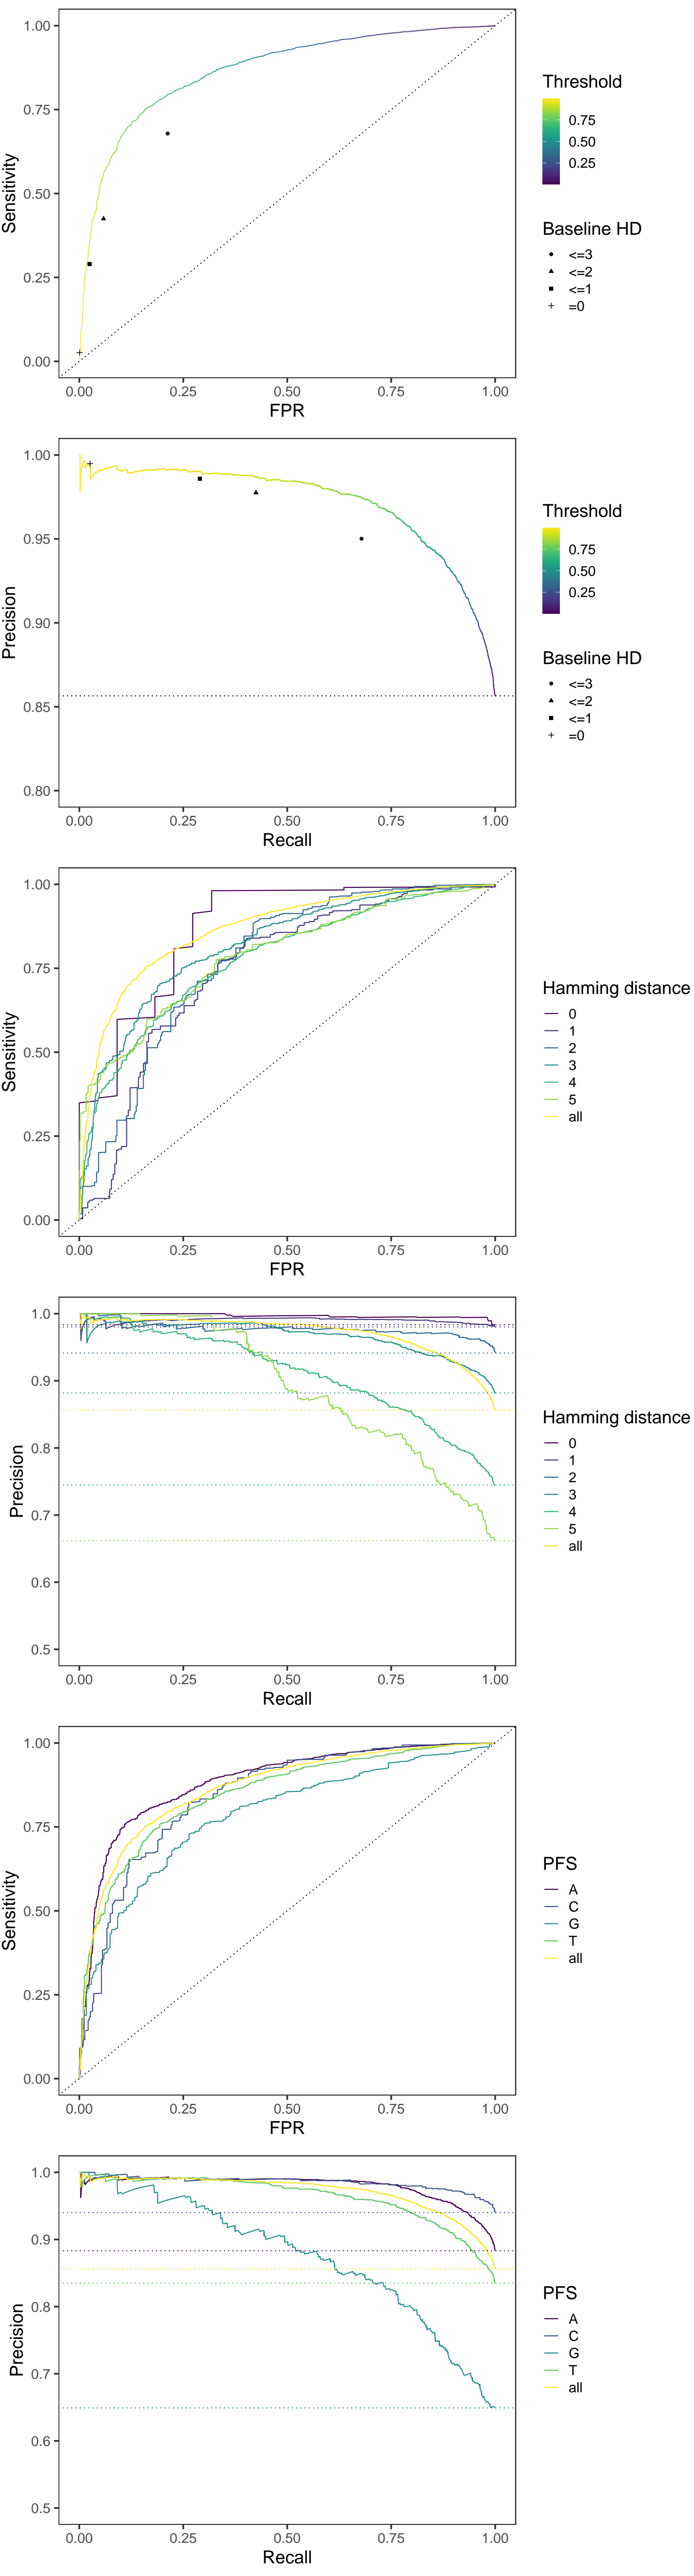 1.00
0.75
0.50
0.25
0.00
Sensitivity
0.00 0.25 0.50 0.75 1.00
FPR
Threshold
0.75
0.50
0.25
Baseline HD
<=3
<=2
<=1
=0
1.00
0.95
0.90
0.85
0.80
Precision
0.00 0.25 0.50 0.75 1.00
Recall
Threshold
0.75
0.50
0.25
Baseline HD
<=3
<=2
<=1
=0
1.00
0.75
0.50
0.25
0.00
Sensitivity
0.00 0.25 0.50 0.75 1.00
FPR
Hamming distance
0
1
2
3
4
5
all
1.0
0.9
0.8
0.7
0.6
0.5
Precision
0.00 0.25 0.50 0.75 1.00
Recall
Hamming distance
0
1
2
3
4
5
all
1.00
0.75
0.50
0.25
0.00
Sensitivity
0.00 0.25 0.50 0.75 1.00
FPR
PFS
A
C
G
T
all
1.0
0.9
0.8
0.7
0.6
0.5
Precision
0.00 0.25 0.50 0.75 1.00
Recall
PFS
A
C
G
T
all